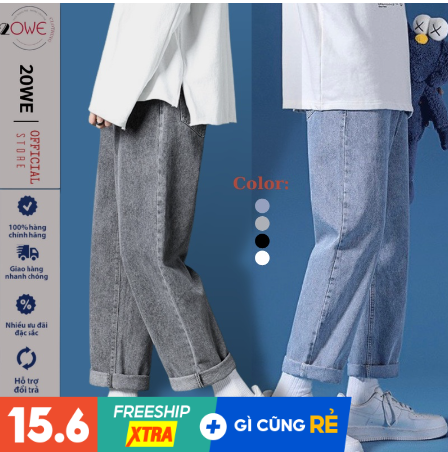 20WE
20WE
OFFICIAL
STORE
100% hàng
chính hãng
Giao hàng
nhanh chóng
Nhiều ưu đãi
đặc sắc
Hỗ trợ
đổi trả
Color:
15.6
FREESHIP
XTRA
GÌ CŨNG RẺ